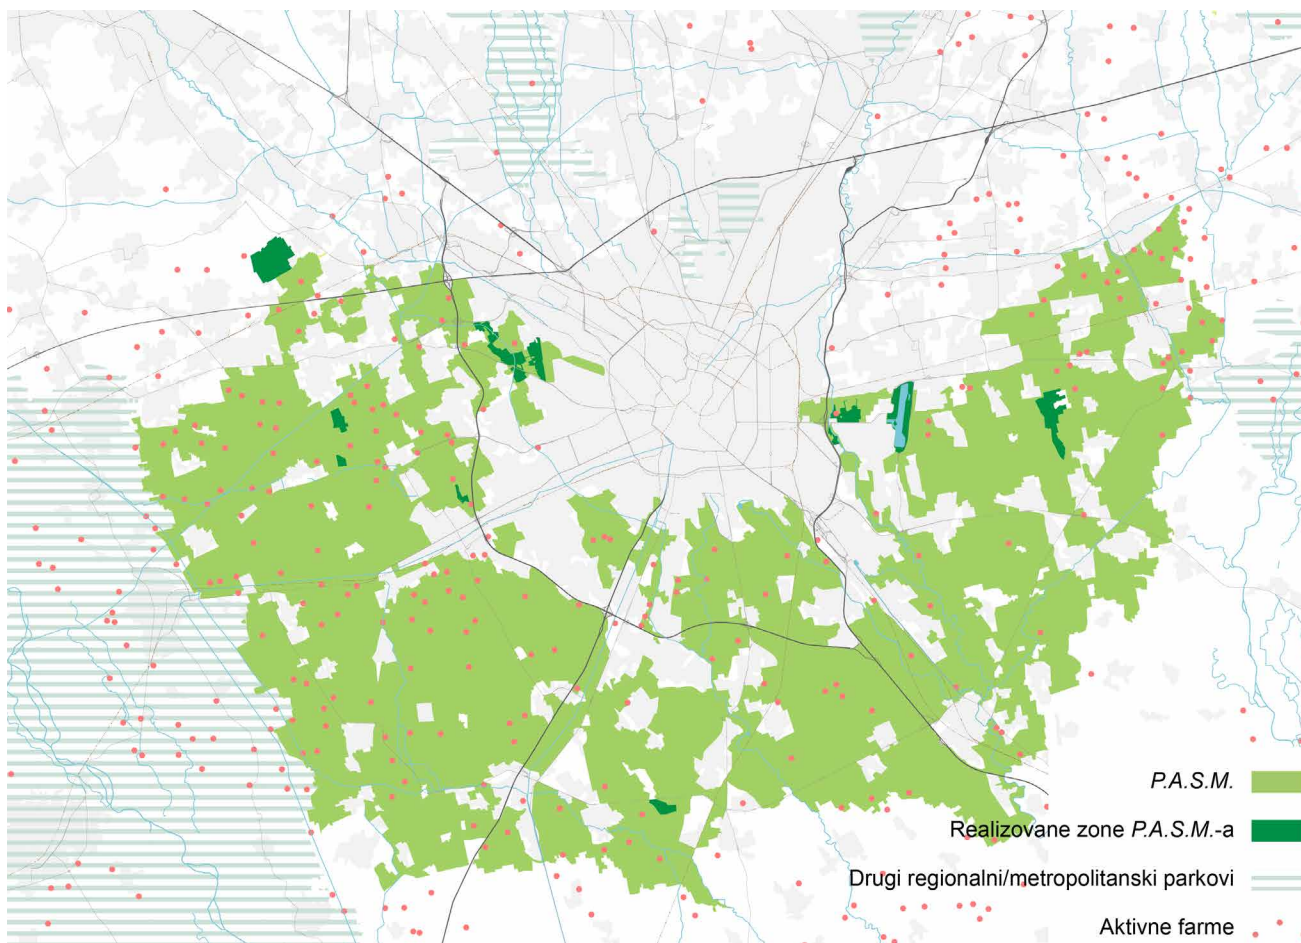 P.A.S.M.
Realizovane zone P.A.S.M.-a
Drugi regionalni/metropolitanski parkovi
Aktivne farme